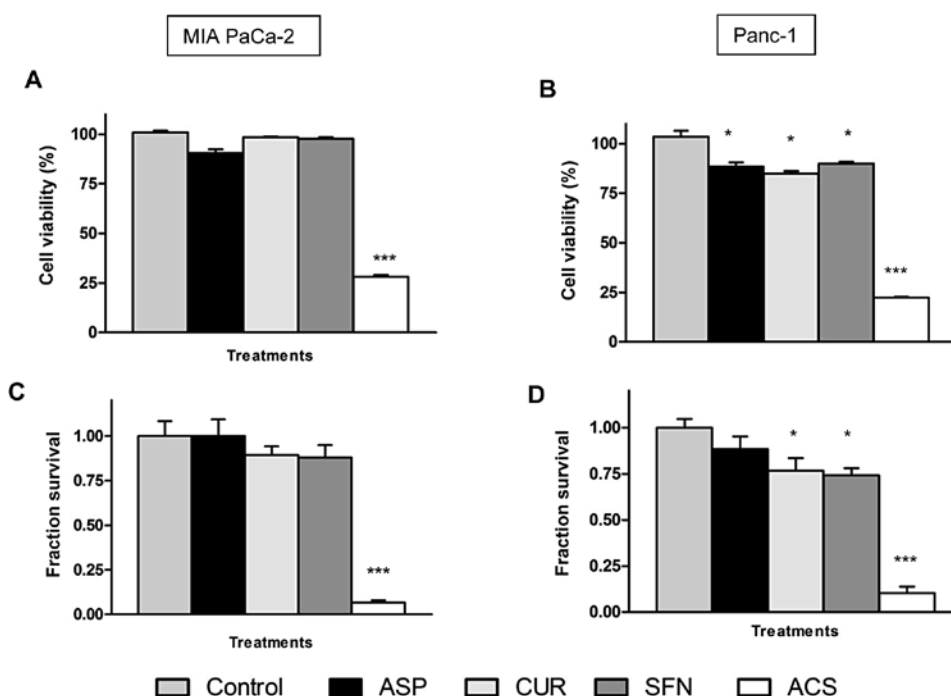 MIA PaCa-2
Panc-1
A
Cell viability (%)
100
75
50
25
0
***
Treatments
B
Cell viability (%)
100
75
50
25
0
* * *
***
C
Fraction survival
1.00
0.75
0.50
0.25
0.00
***
Treatments
D
Fraction survival
1.00
0.75
0.50
0.25
0.00
* *
***
Treatments
Control ASP CUR SFN ACS